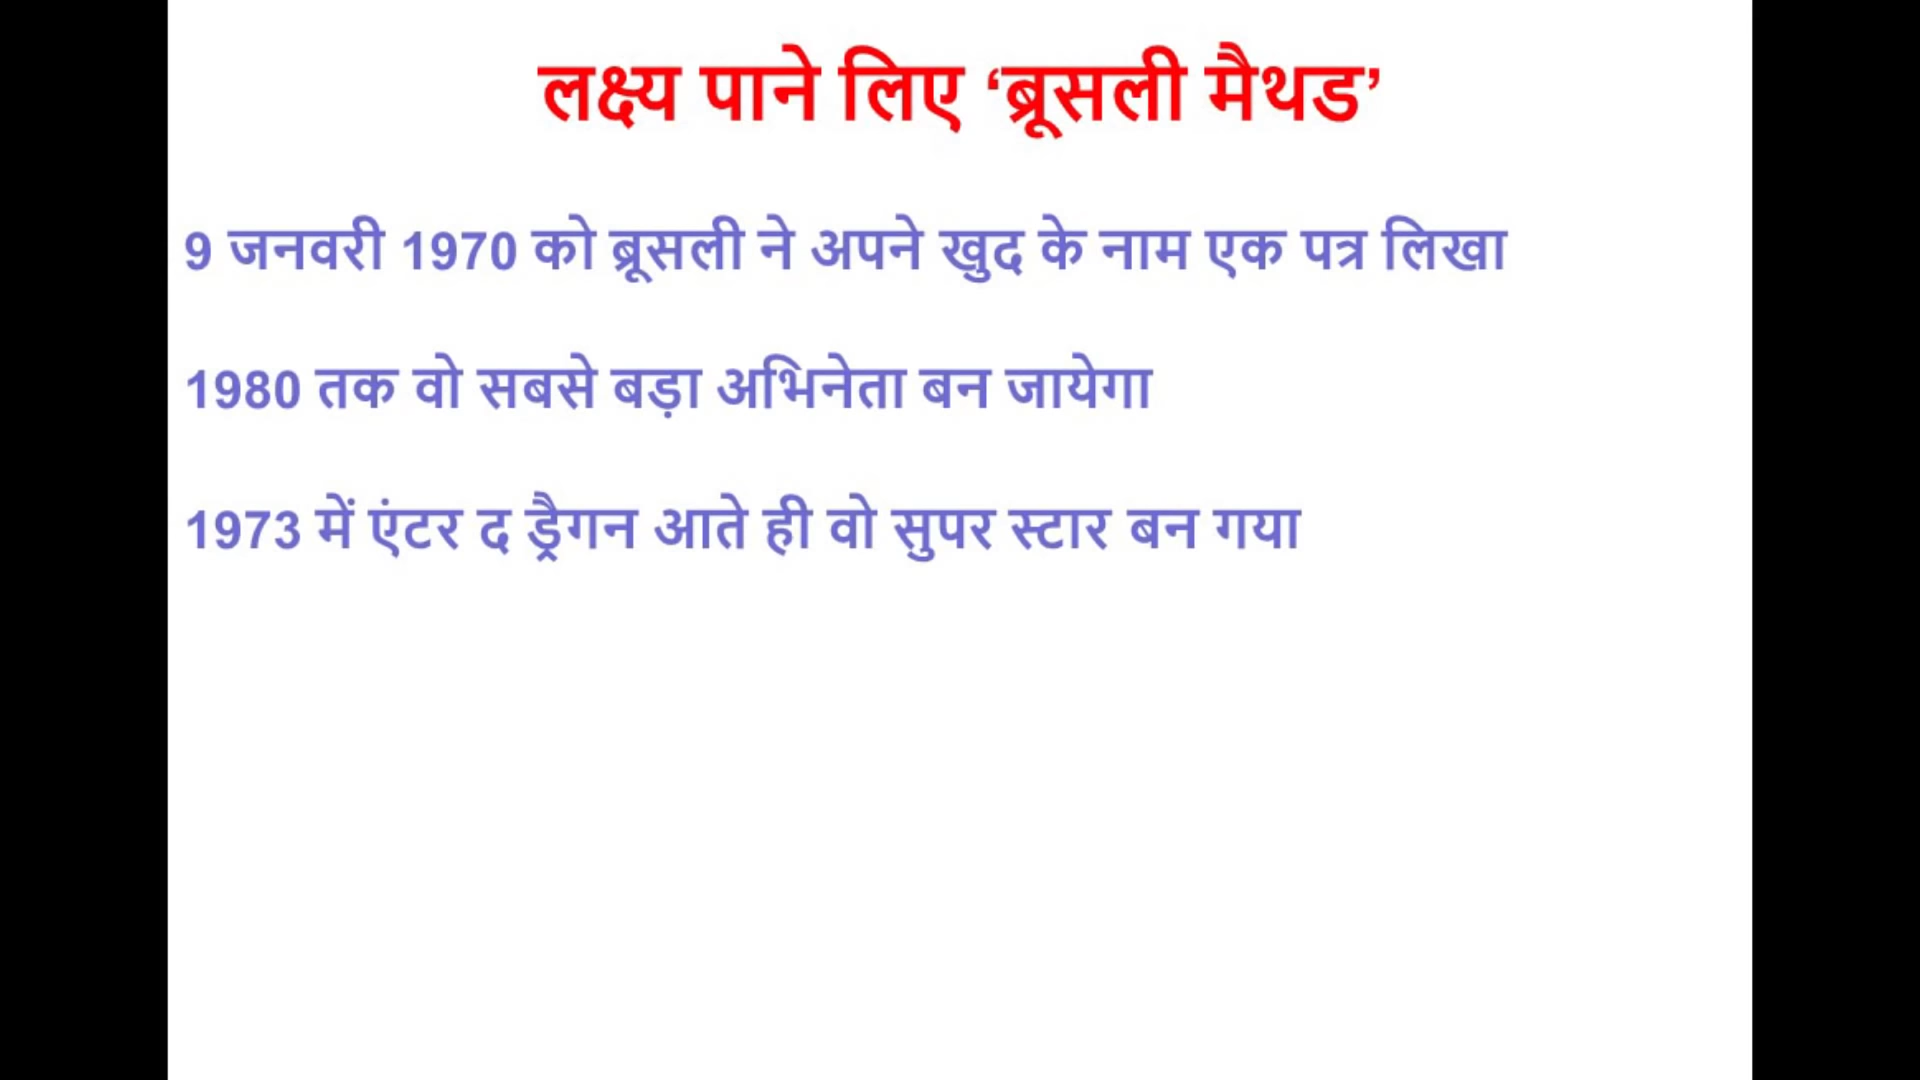 लक्ष्य पाने लिए ‘ब्रूसली मैथड’
9 जनवरी 1970 को ब्रूसली ने अपने खुद के नाम एक पत्र लिखा
1980 तक वो सबसे बड़ा अभिनेता बन जायेगा
1973 में एंटर द ड्रैगन आते ही वो सुपर स्टार बन गया